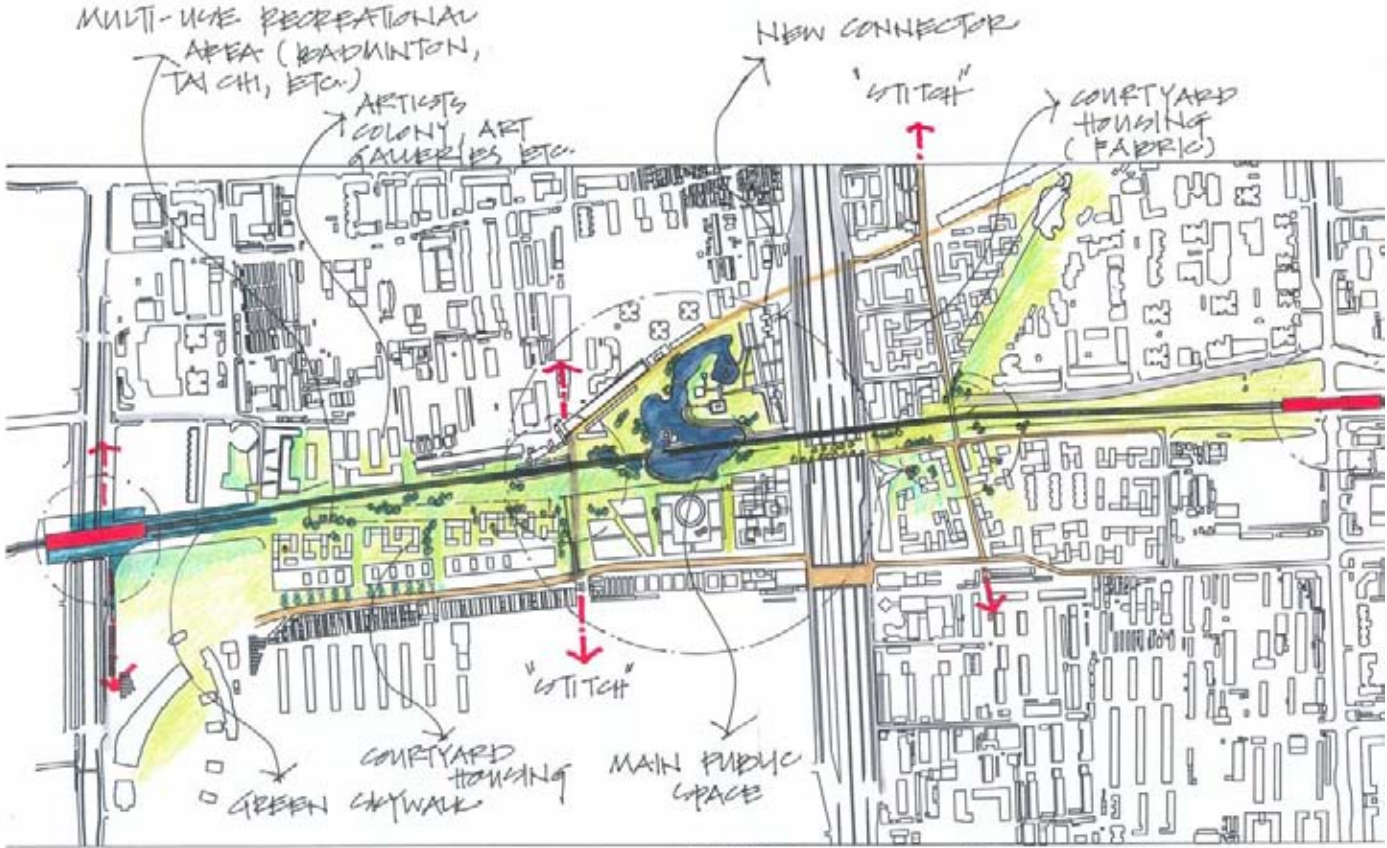 MULTI-USE RECREATIONAL
AREA (BADMINTON,
TAI CHI, ETC.)
ARTISTS
COLONY, ART
GALLERIES ETC.
NEW CONNECTOR
"STITCH"
COURTYARD
HOUSING
(FABRIC)
"STITCH"
COURTYARD
HOUSING
GREEN SKYWALK
MAIN PUBLIC
SPACE